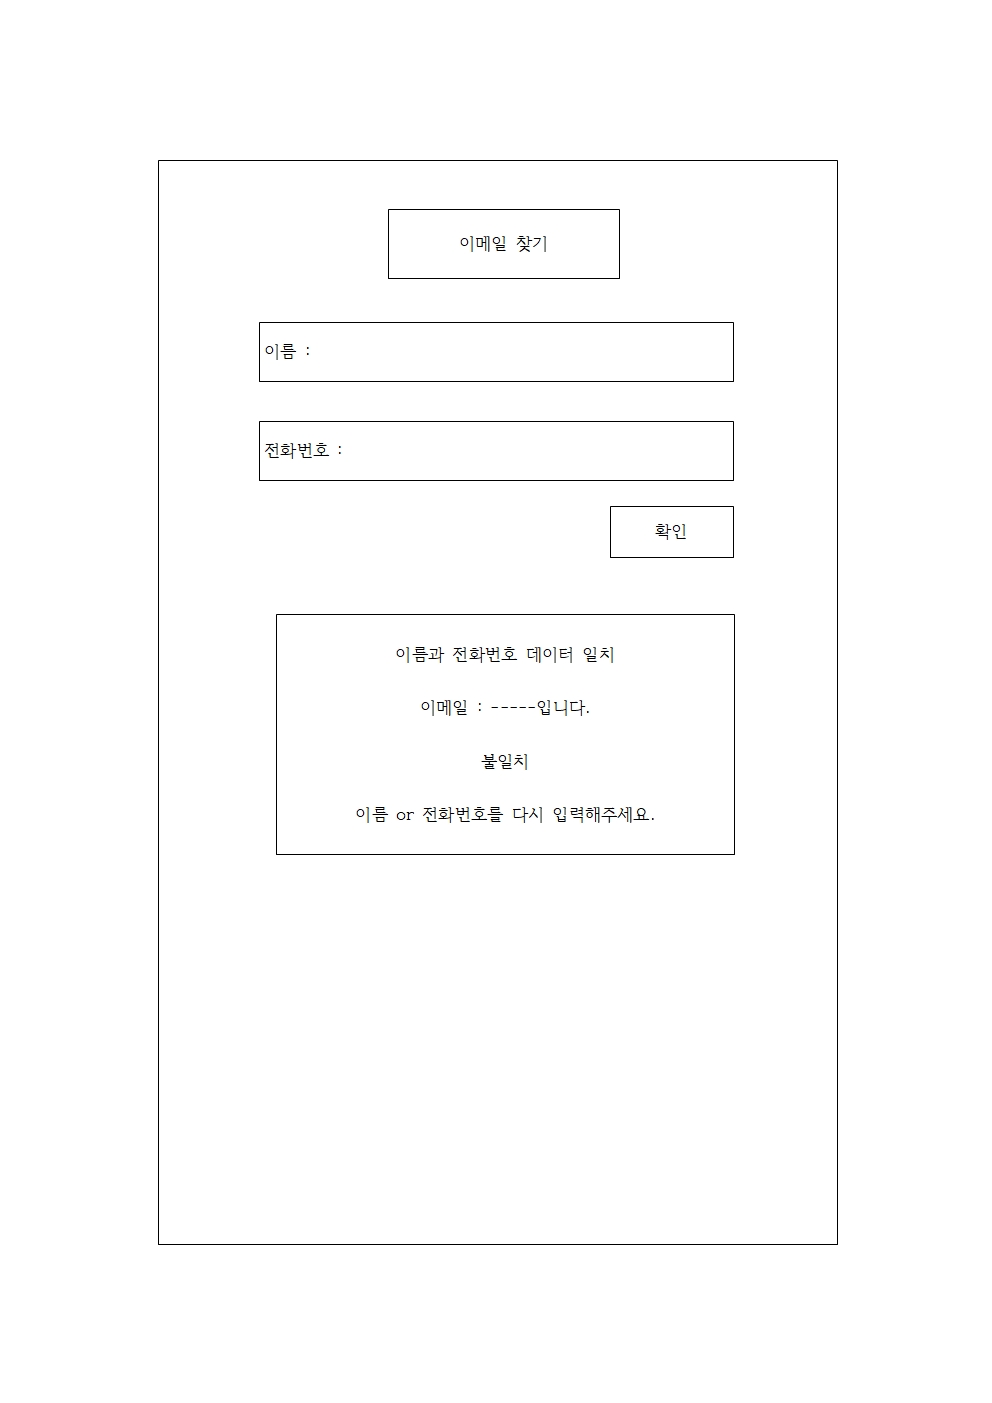 이메일 찾기
이름 :
전화번호 :
확인
이름과 전화번호 데이터 일치
이메일 : -----입니다.
불일치
이름 or 전화번호를 다시 입력해주세요.